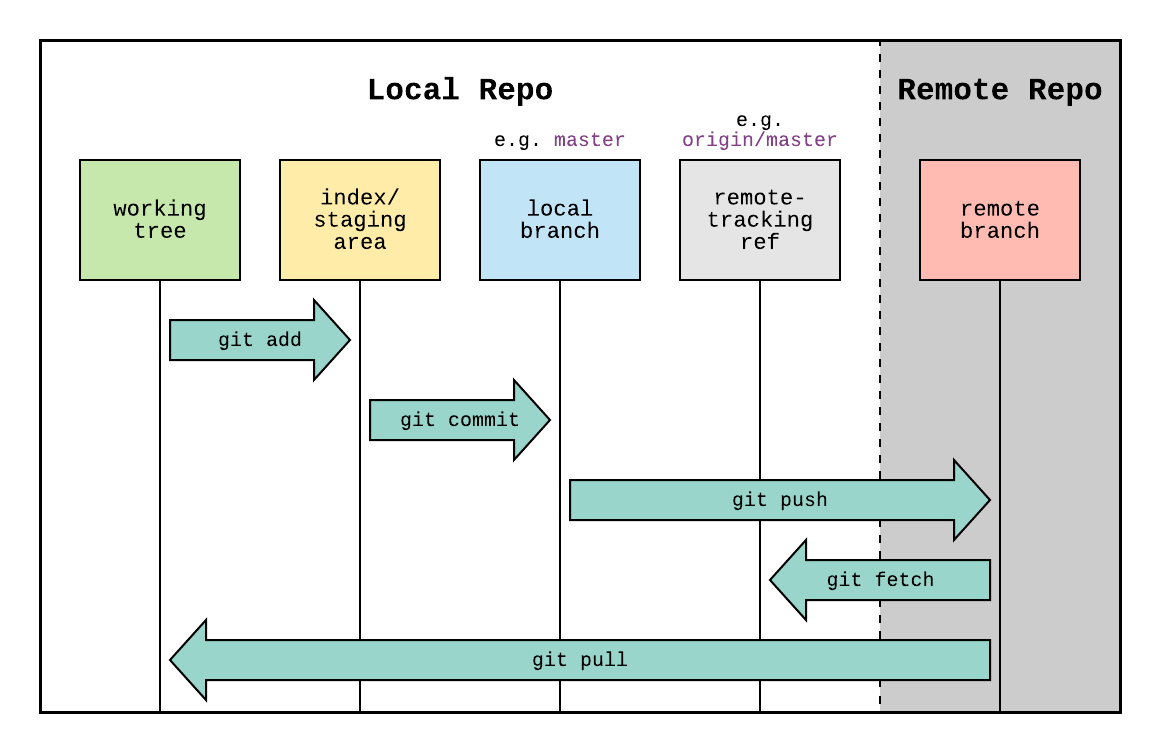 Local Repo
Remote Repo
e.g. master
e.g.
origin/master
working
tree
index/
staging
area
local
branch
remote-
tracking
ref
remote
branch
git add
git commit
git push
git fetch
git pull